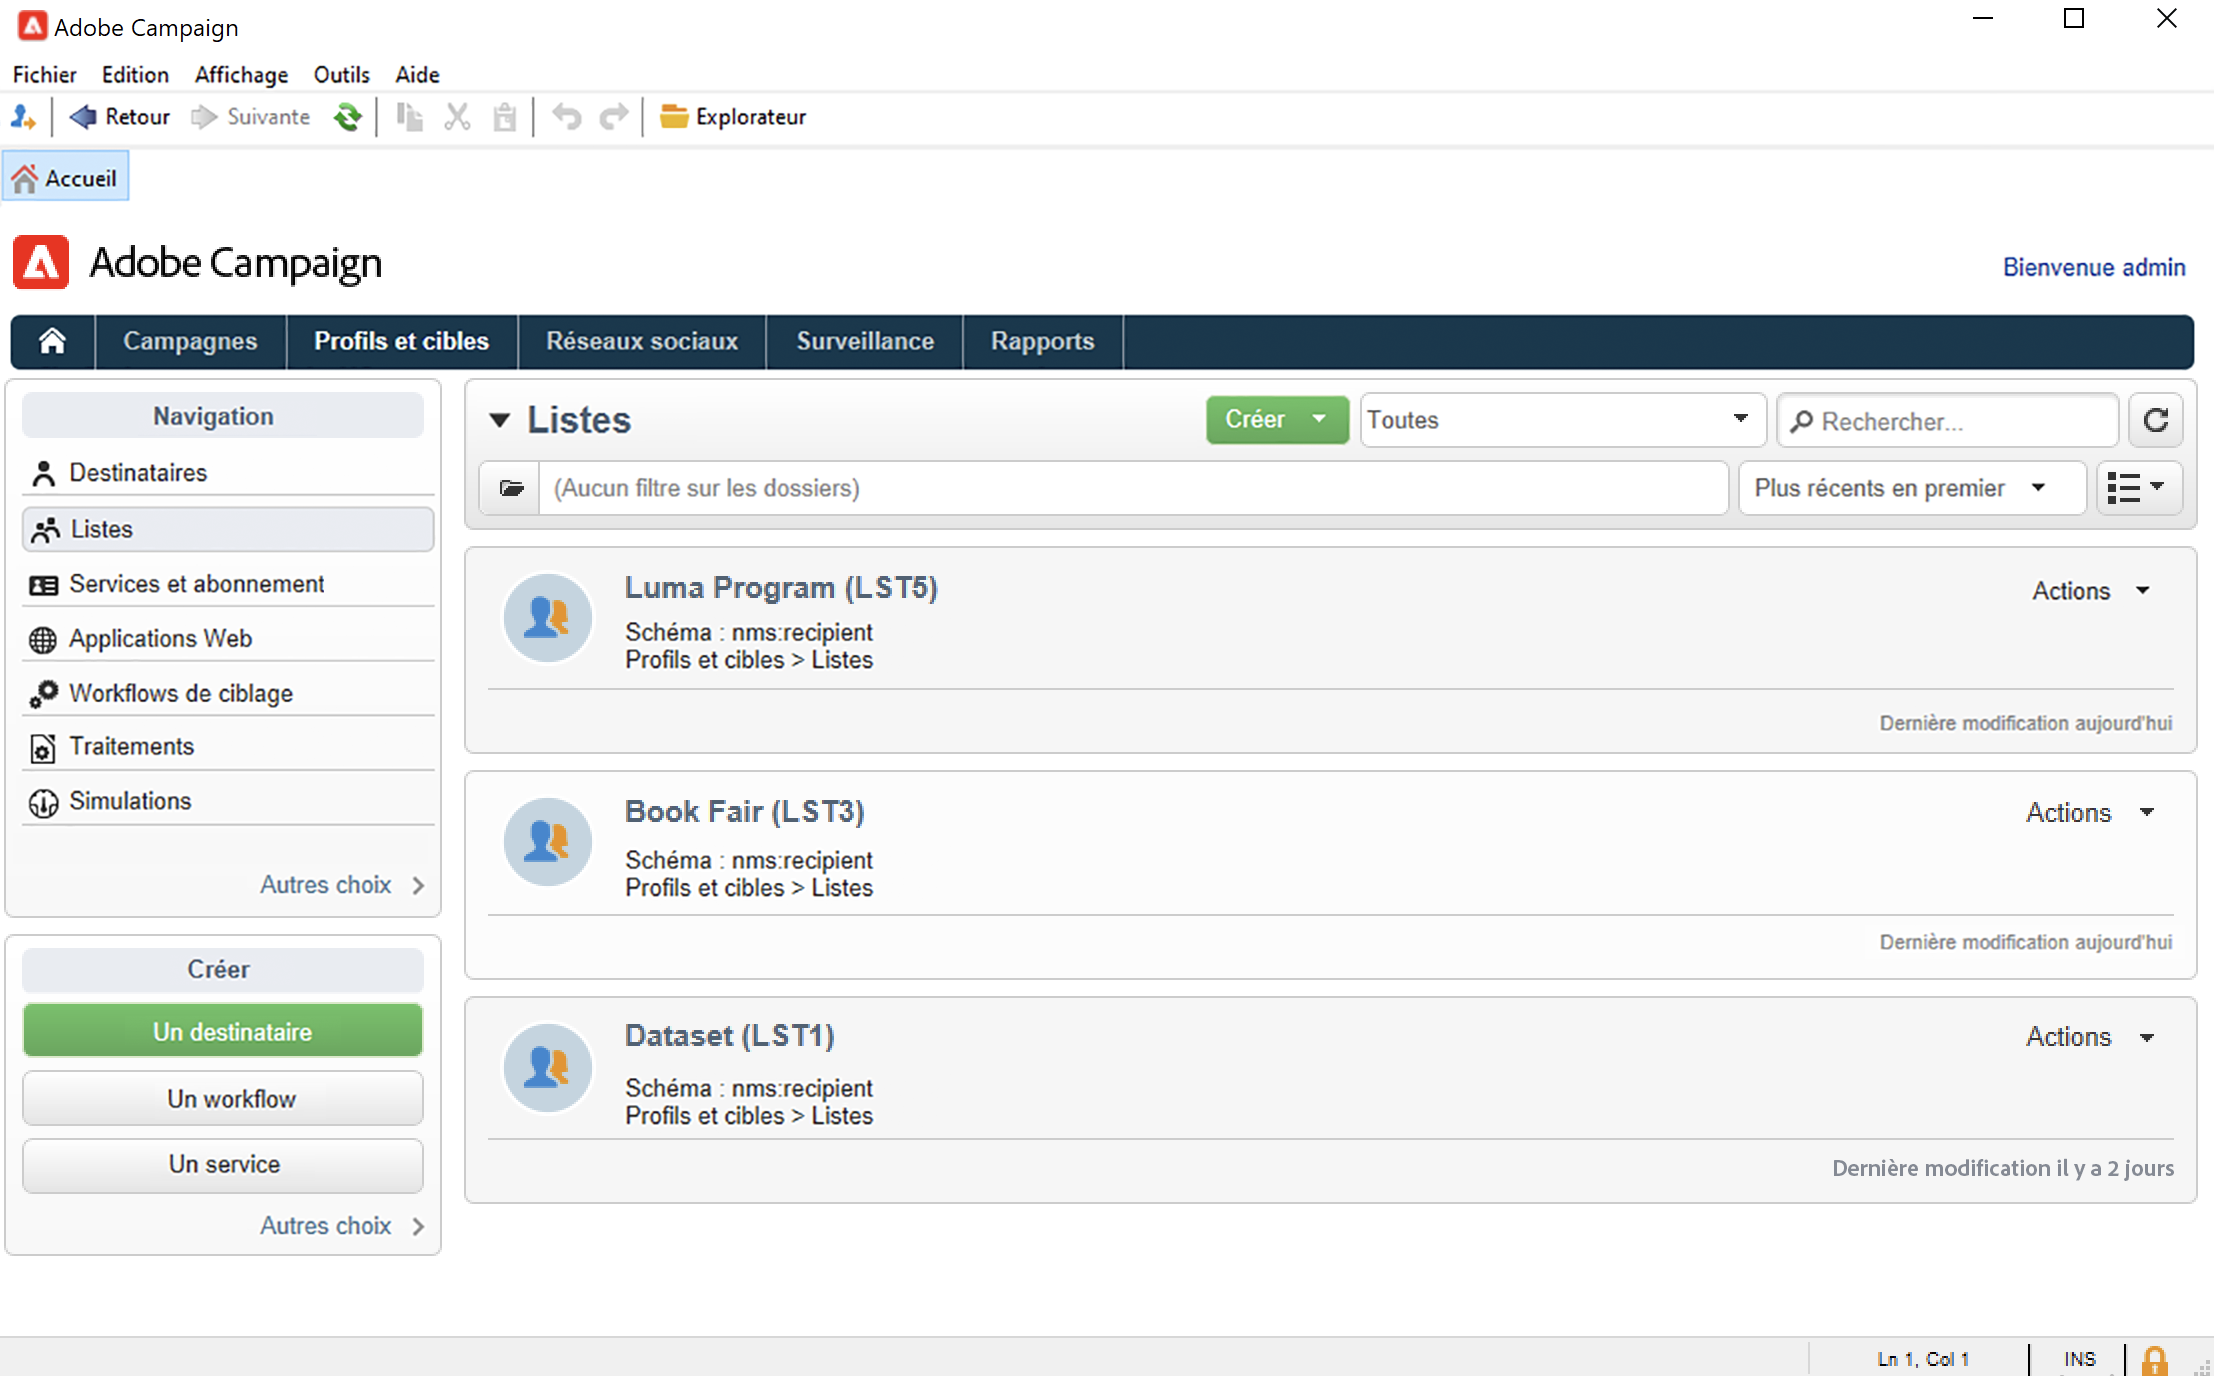 Adobe Campaign
Fichier Edition Affichage Outils Aide
Retour Suivante Explorateur
Accueil
Adobe Campaign
Bienvenue admin
Campagnes Profils et cibles Réseaux sociaux Surveillance Rapports
Navigation
Destinataires
Listes
Services et abonnement
Applications Web
Workflows de ciblage
Traitements
Simulations
Autres choix
Créer
Un destinataire
Un workflow
Un service
Autres choix
Listes Créer Toutes Rechercher...
(Aucun filtre sur les dossiers) Plus récents en premier
Luma Program (LST5) Actions
Schéma : nms:recipient
Profils et cibles > Listes
Dernière modification aujourd'hui
Book Fair (LST3) Actions
Schéma : nms:recipient
Profils et cibles > Listes
Dernière modification aujourd'hui
Dataset (LST1) Actions
Schéma : nms:recipient
Profils et cibles > Listes
Dernière modification il y a 2 jours
Ln 1, Col 1 INS